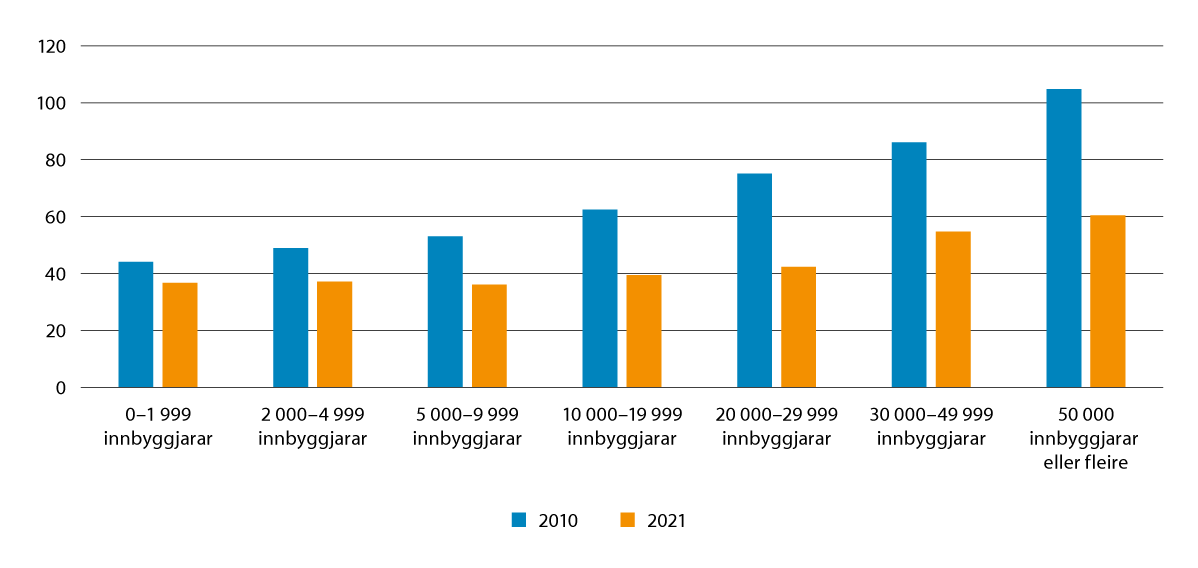 120
100
80
60
40
20
0
0–1 999 innbyggjarar
2 000–4 999 innbyggjarar
5 000–9 999 innbyggjarar
10 000–19 999 innbyggjarar
20 000–29 999 innbyggjarar
30 000–49 999 innbyggjarar
50 000 innbyggjarar eller fleire
2010
2021